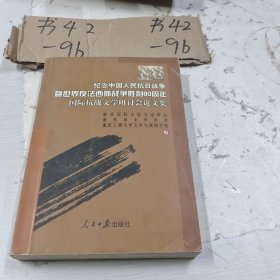 书42 书42
-9b -9b
纪念中国人民抗日战争
暨世界反法西斯战争胜利60周年
国际抗战文学研讨会论文集
编
人民日报出版社